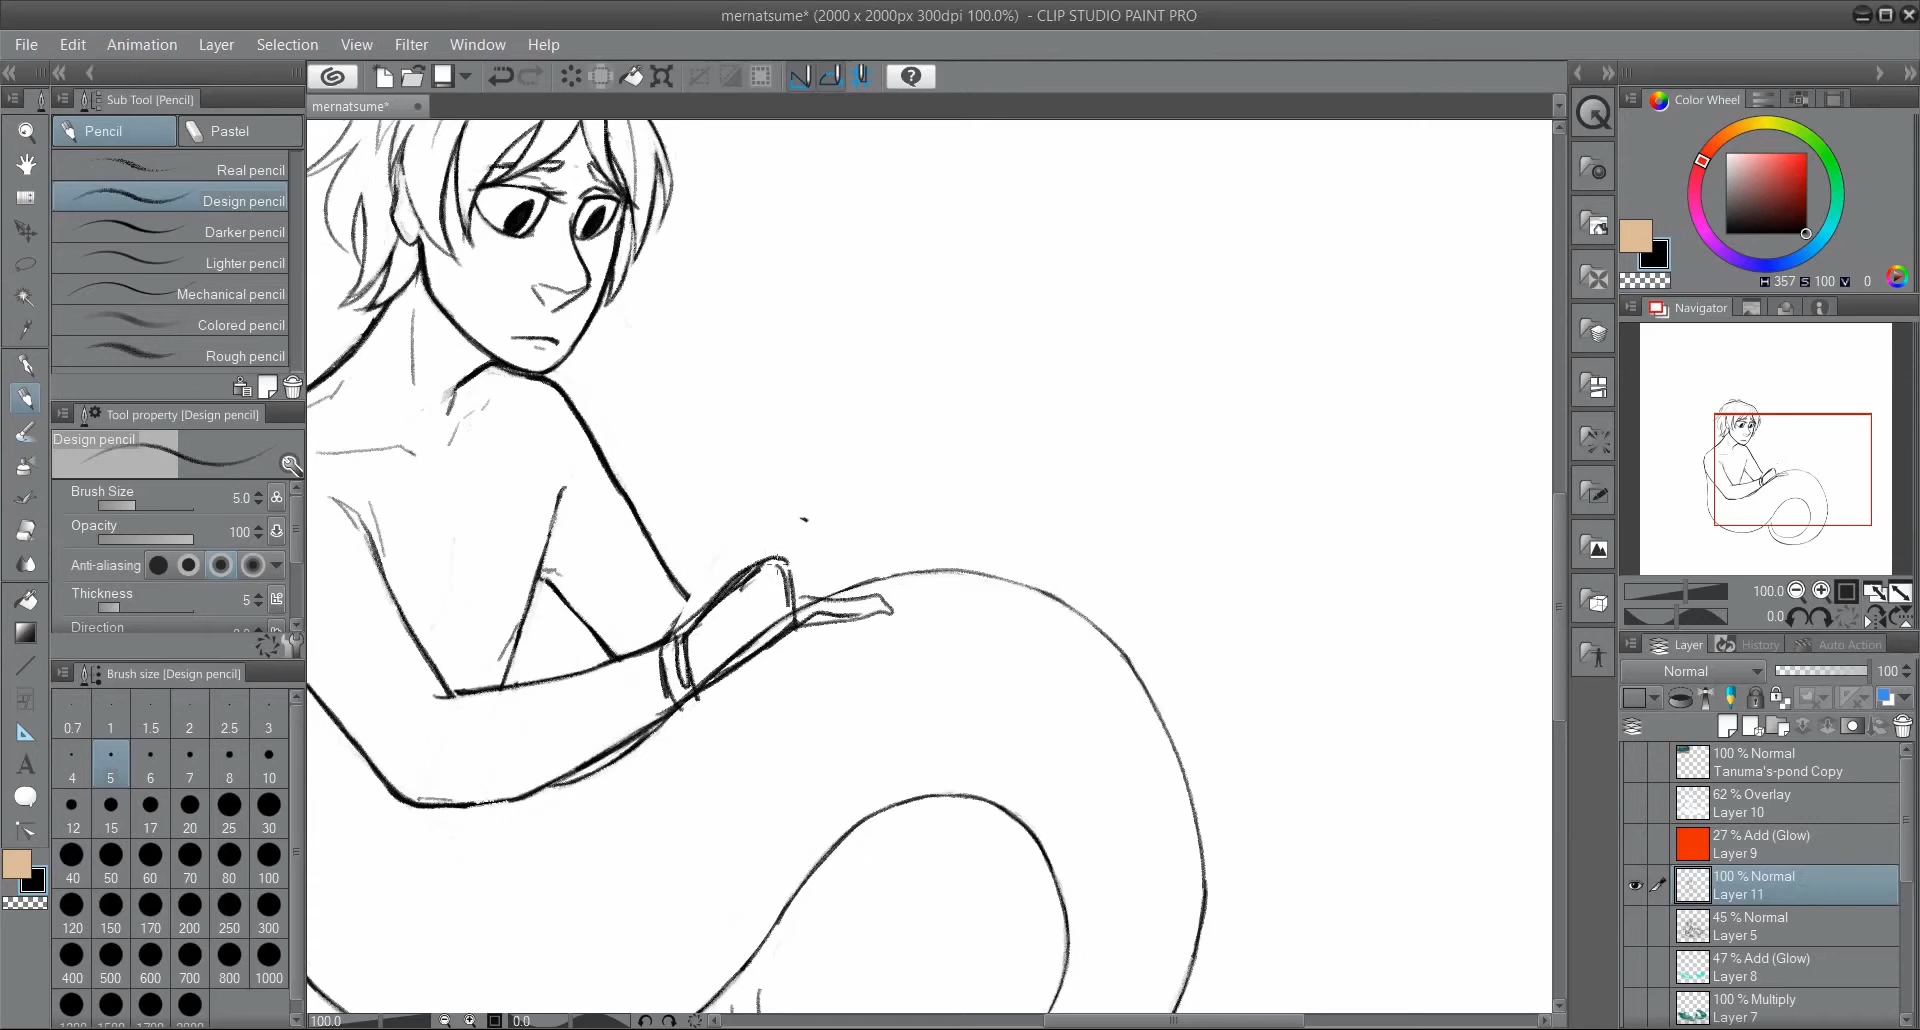 mernatsume* (2000 x 2000px 300dpi 100.0%) - CLIP STUDIO PAINT PRO
File Edit Animation Layer Selection View Filter Window Help
Sub Tool [Pencil]
Pencil Pastel
Real pencil
Design pencil
Darker pencil
Lighter pencil
Mechanical pencil
Colored pencil
Rough pencil
Tool property [Design pencil]
Design pencil
Brush Size 5.0
Opacity 100
Anti-aliasing
Thickness 5
Direction
Brush size [Design pencil]
0.7 1 1.5 2 2.5 3
4 5 6 7 8 10
12 15 17 20 25 30
40 50 60 70 80 100
120 150 170 200 250 300
400 500 600 700 800 1000
mernatsume*
100.0 0.0
Color Wheel
H 357 S 100 V 0
Navigator
100.0
0.0
Layer History Auto Action
Normal 100
100 % Normal
Tanuma's-pond Copy
62 % Overlay
Layer 10
27 % Add (Glow)
Layer 9
100 % Normal
Layer 11
45 % Normal
Layer 5
47 % Add (Glow)
Layer 8
100 % Multiply
Layer 7